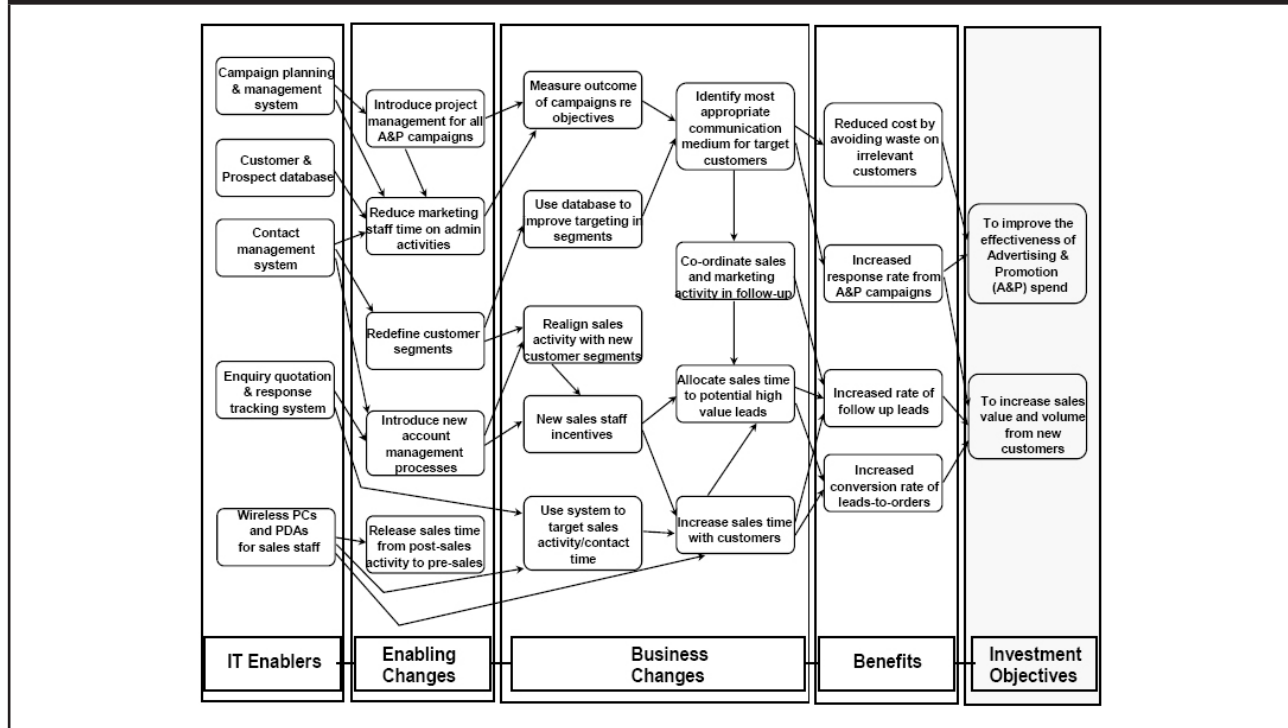 Campaign planning
& management
system
Customer &
Prospect database
Contact
management
system
Enquiry quotation
& response
tracking system
Wireless PCs
and PDAs
for sales staff
Introduce project
management for all
A&P campaigns
Reduce marketing
staff time on admin
activities
Redefine customer
segments
Introduce new
account
management
processes
Release sales time
from post-sales
activity to pre-sales
Measure outcome
of campaigns re
objectives
Use database to
improve targeting in
segments
Realign sales
activity with new
customer segments
New sales staff
incentives
Use system to
target sales
activity/contact
time
Identify most
appropriate
communication
medium for target
customers
Co-ordinate sales
and marketing
activity in follow-up
Allocate sales time
to potential high
value leads
Increase sales time
with customers
Reduced cost by
avoiding waste on
irrelevant
customers
Increased
response rate from
A&P campaigns
Increased rate of
follow up leads
Increased
conversion rate of
leads-to-orders
To improve the
effectiveness of
Advertising &
Promotion
(A&P) spend
To increase sales
value and volume
from new
customers
IT Enablers
Enabling
Changes
Business
Changes
Benefits
Investment
Objectives